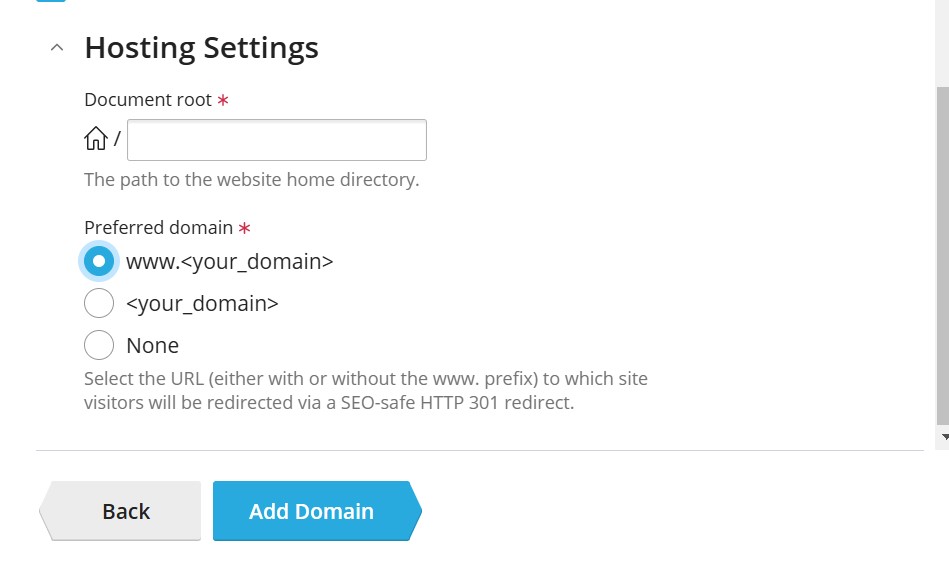 Hosting Settings
Document root *
/
The path to the website home directory.
Preferred domain *
www.<your_domain>
<your_domain>
None
Select the URL (either with or without the www. prefix) to which site
visitors will be redirected via a SEO-safe HTTP 301 redirect.
Back
Add Domain